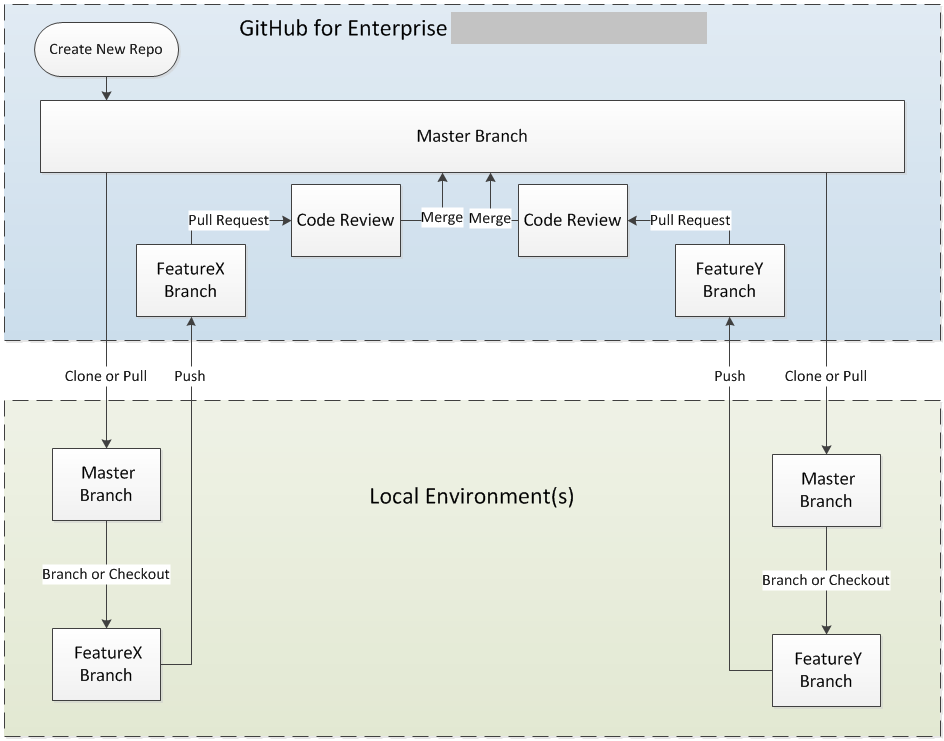 GitHub for Enterprise
Create New Repo
Master Branch
Pull Request
Code Review
Merge
Merge
Code Review
Pull Request
FeatureX
Branch
FeatureY
Branch
Clone or Pull
Push
Push
Clone or Pull
Master
Branch
Local Environment(s)
Master
Branch
Branch or Checkout
Branch or Checkout
FeatureX
Branch
FeatureY
Branch